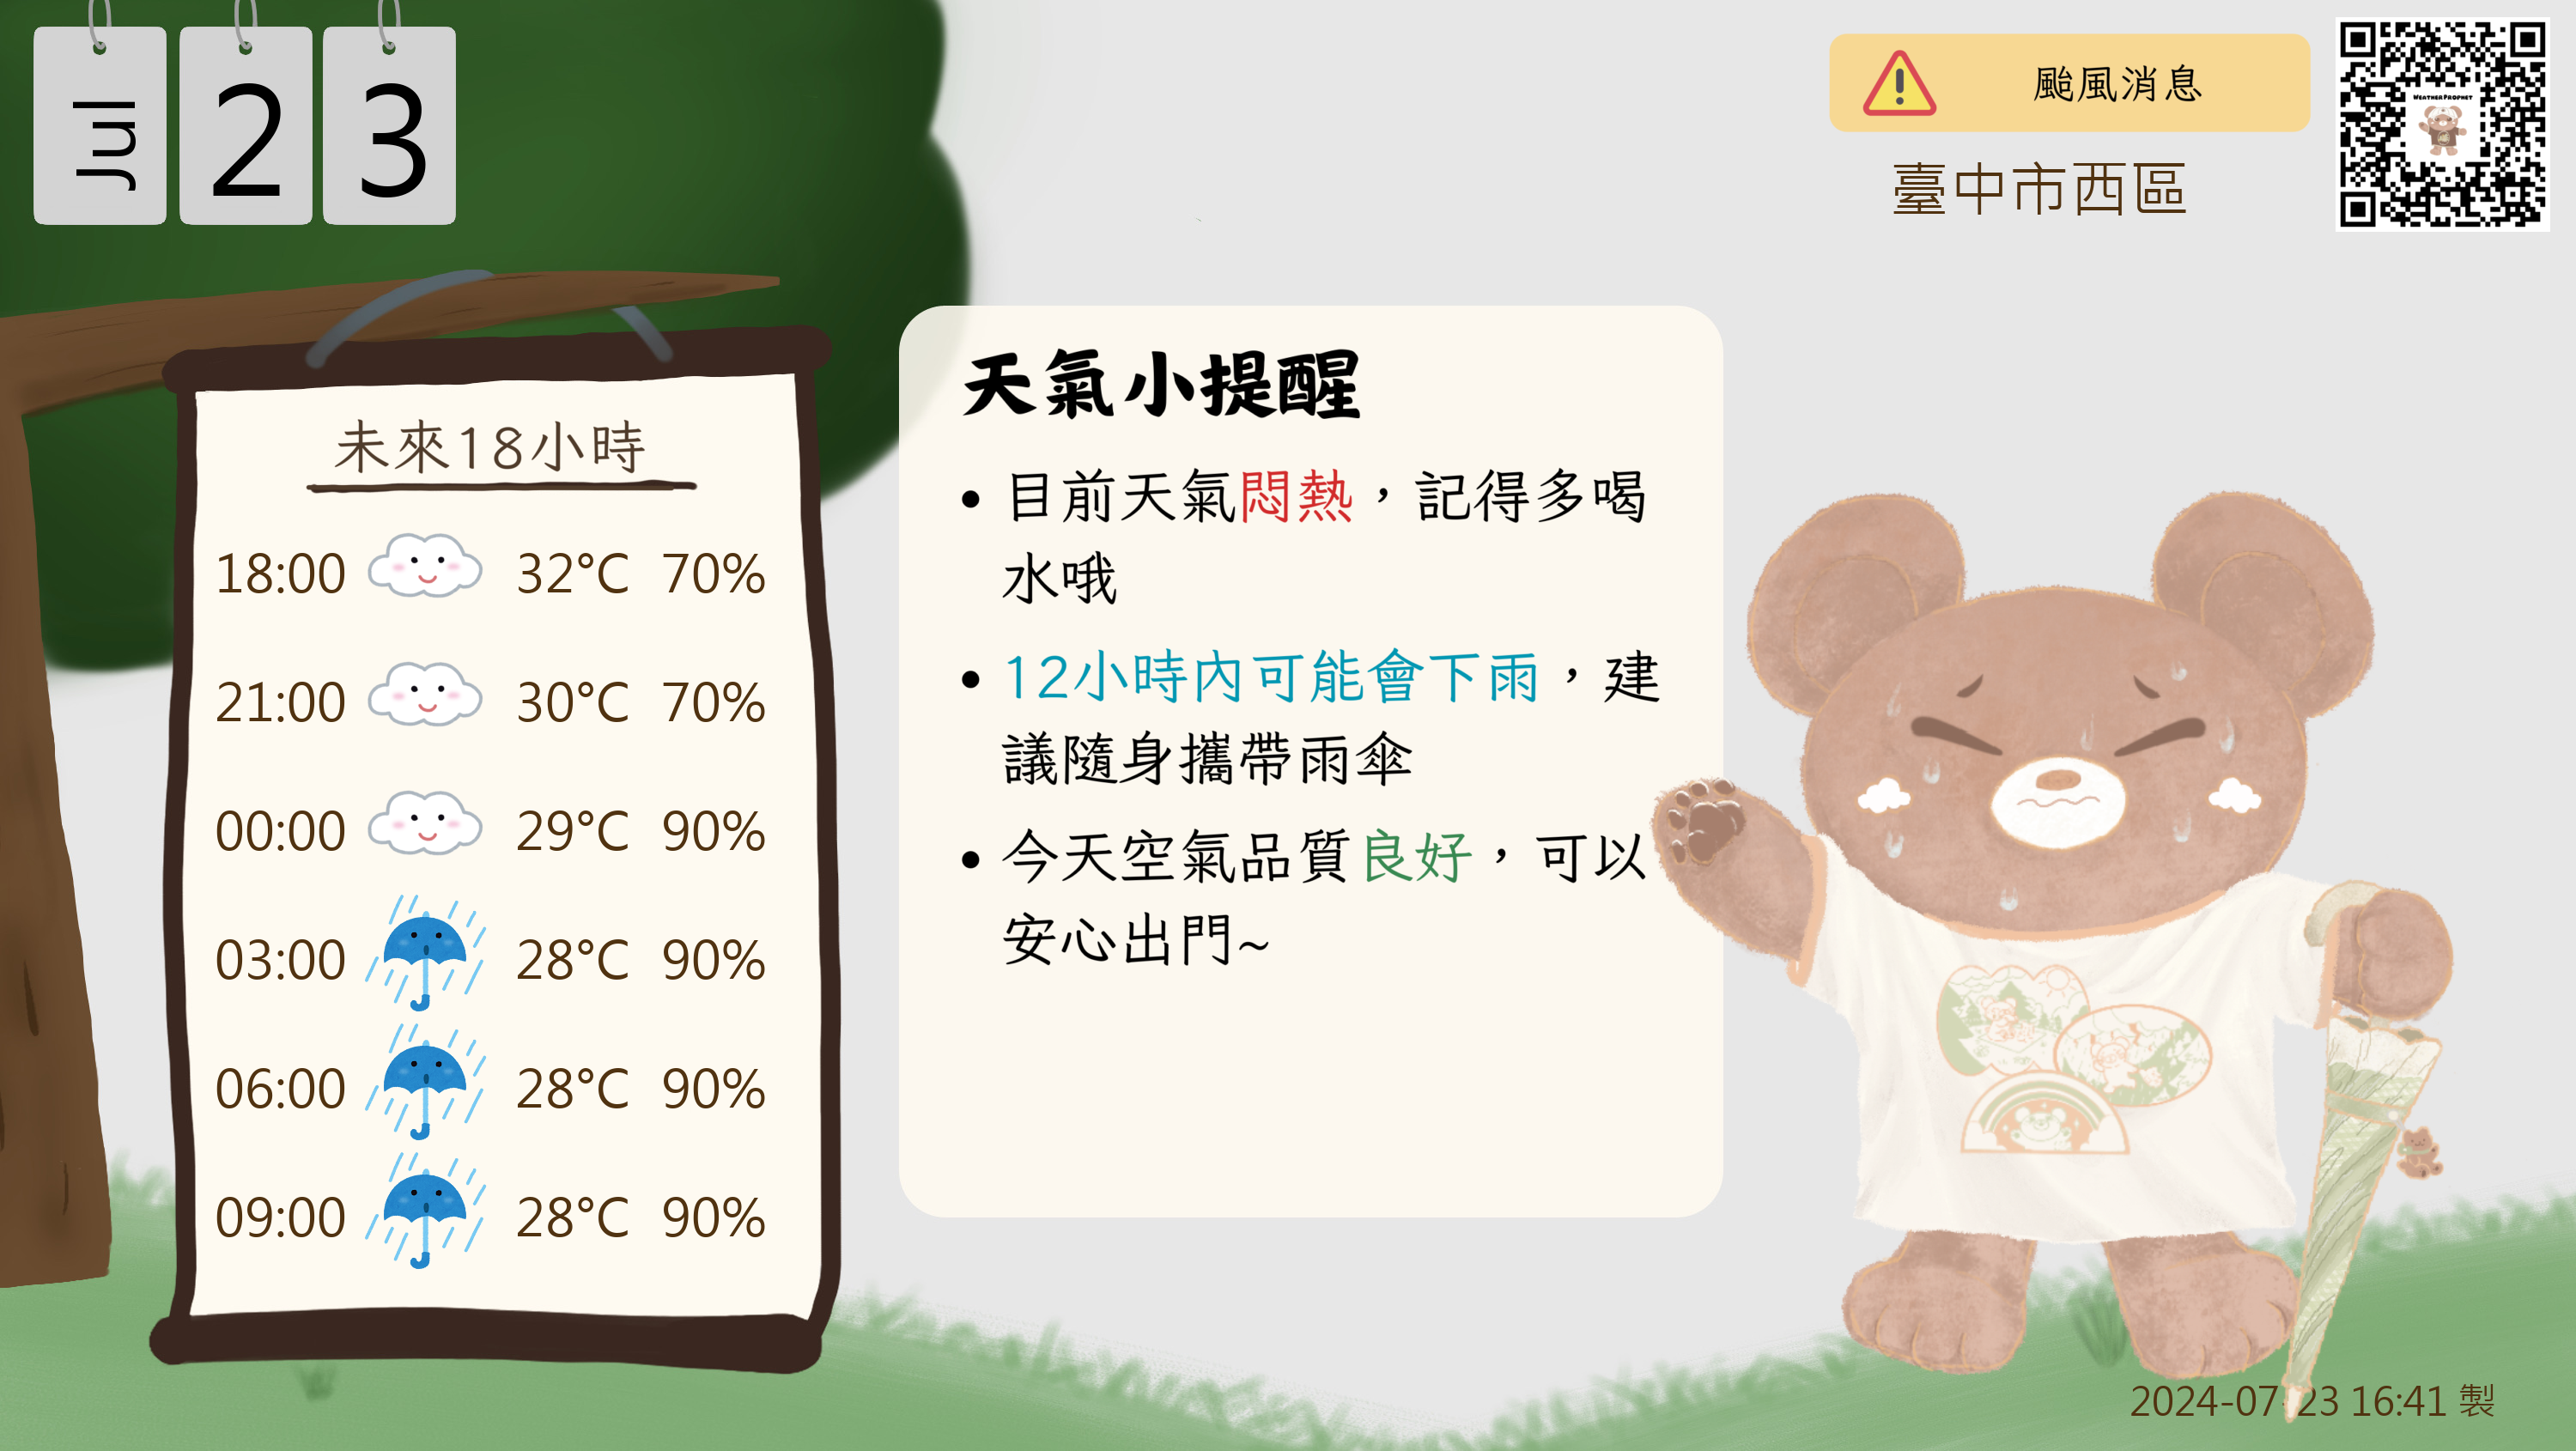 Jul
2
3
颱風消息
WEATHER PROPHET
臺中市西區
未來18小時
18:00 32°C 70%
21:00 30°C 70%
00:00 29°C 90%
03:00 28°C 90%
06:00 28°C 90%
09:00 28°C 90%
天氣小提醒
• 目前天氣悶熱，記得多喝
水哦
• 12小時內可能會下雨，建
議隨身攜帶雨傘
• 今天空氣品質良好，可以
安心出門~
2024-07-23 16:41 製